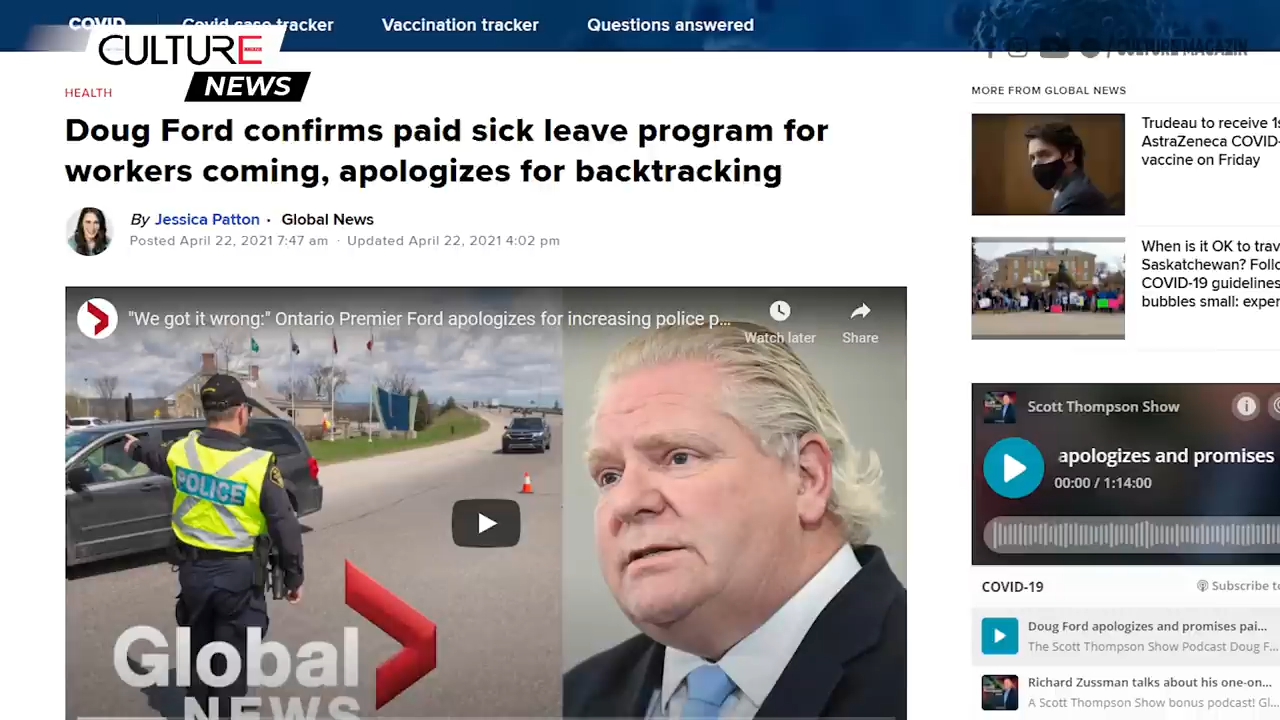 COVID
Covid case tracker
Vaccination tracker
Questions answered
CULTURE
NEWS
/ CULTURE MAGAZIN
HEALTH
Doug Ford confirms paid sick leave program for
workers coming, apologizes for backtracking
By Jessica Patton · Global News
Posted April 22, 2021 7:47 am · Updated April 22, 2021 4:02 pm
"We got it wrong:" Ontario Premier Ford apologizes for increasing police p...
Watch later
Share
POLICE
Global
NEWS
MORE FROM GLOBAL NEWS
Trudeau to receive 1s
AstraZeneca COVID-
vaccine on Friday
When is it OK to trav
Saskatchewan? Follo
COVID-19 guidelines
bubbles small: exper
Scott Thompson Show
apologizes and promises
00:00 / 1:14:00
COVID-19
Subscribe to
Doug Ford apologizes and promises pai...
The Scott Thompson Show Podcast Doug F...
Richard Zussman talks about his one-on...
A Scott Thompson Show bonus podcast! Gl...